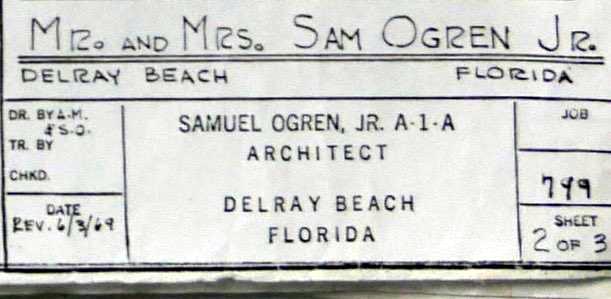 MR. AND MRS. SAM OGREN JR.
DELRAY BEACH FLORIDA
DR. BY A.M.
& S.O.
TR. BY
CHKD.
DATE
REV. 6/3/69
SAMUEL OGREN, JR. A-1-A
ARCHITECT
DELRAY BEACH
FLORIDA
JOB
799
SHEET
2 OF 3